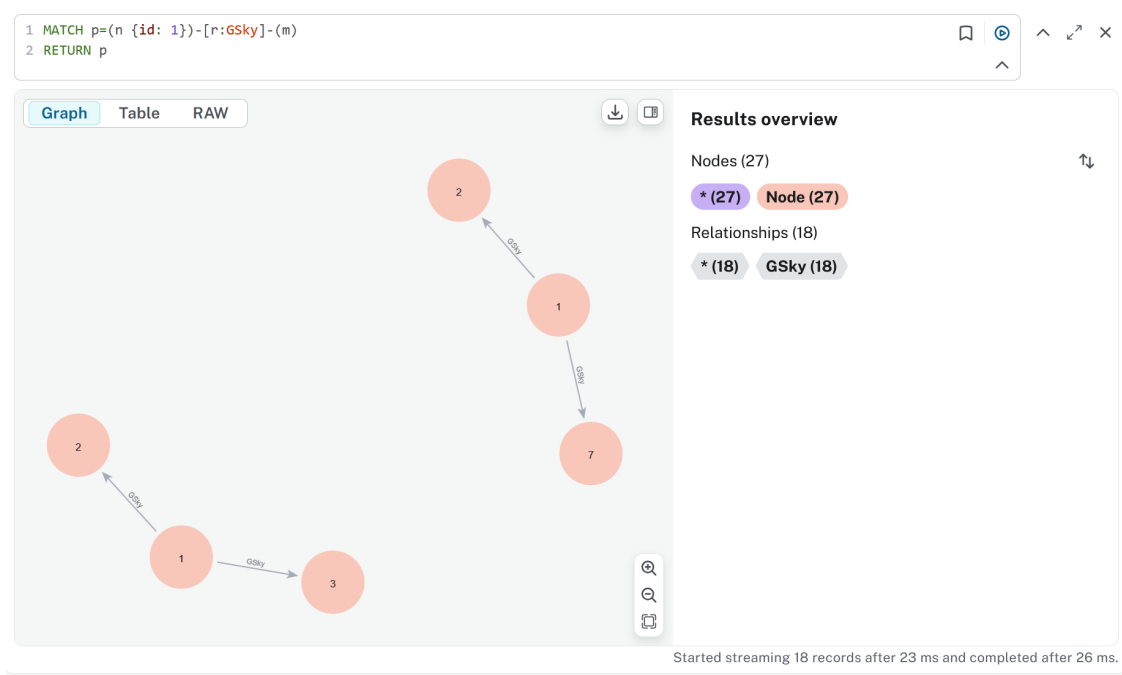 1 MATCH p=(n {id: 1})-[r:GSky]-(m)
2 RETURN p
Graph Table RAW
Results overview
Nodes (27)
* (27) Node (27)
Relationships (18)
* (18) GSky (18)
2
GSky
1
GSky
7
2
GSky
1
GSky
3
Started streaming 18 records after 23 ms and completed after 26 ms.